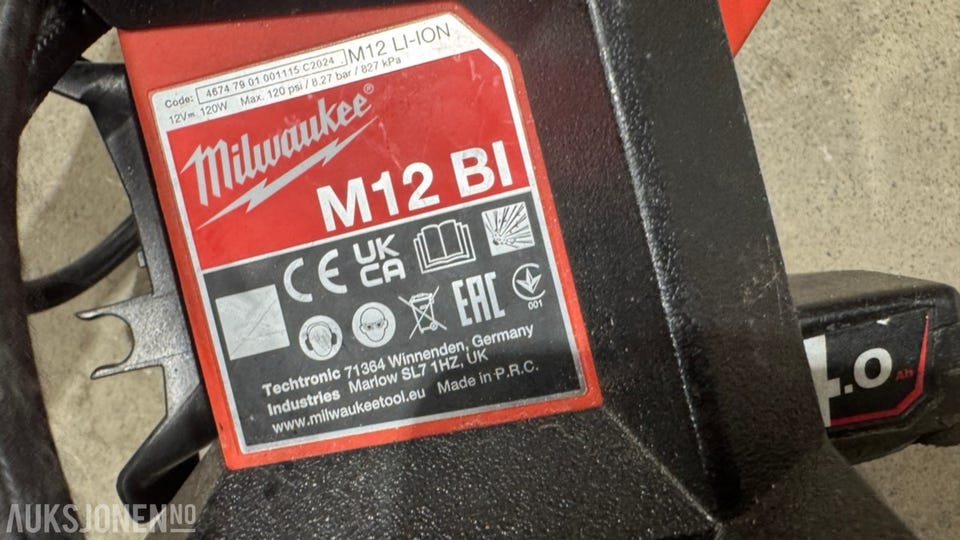 Code: 4674 79 01 001115 C2024 M12 LI-ION
12V⎓ 120W Max. 120 psi / 8.27 bar / 827 kPa
Milwaukee®
M12 BI
CE UK CA
EAC
001
Techtronic 71364 Winnenden, Germany
Industries Marlow SL7 1HZ, UK
www.milwaukeetool.eu Made in P.R.C.
4.0 Ah
AUKSJONEN.NO